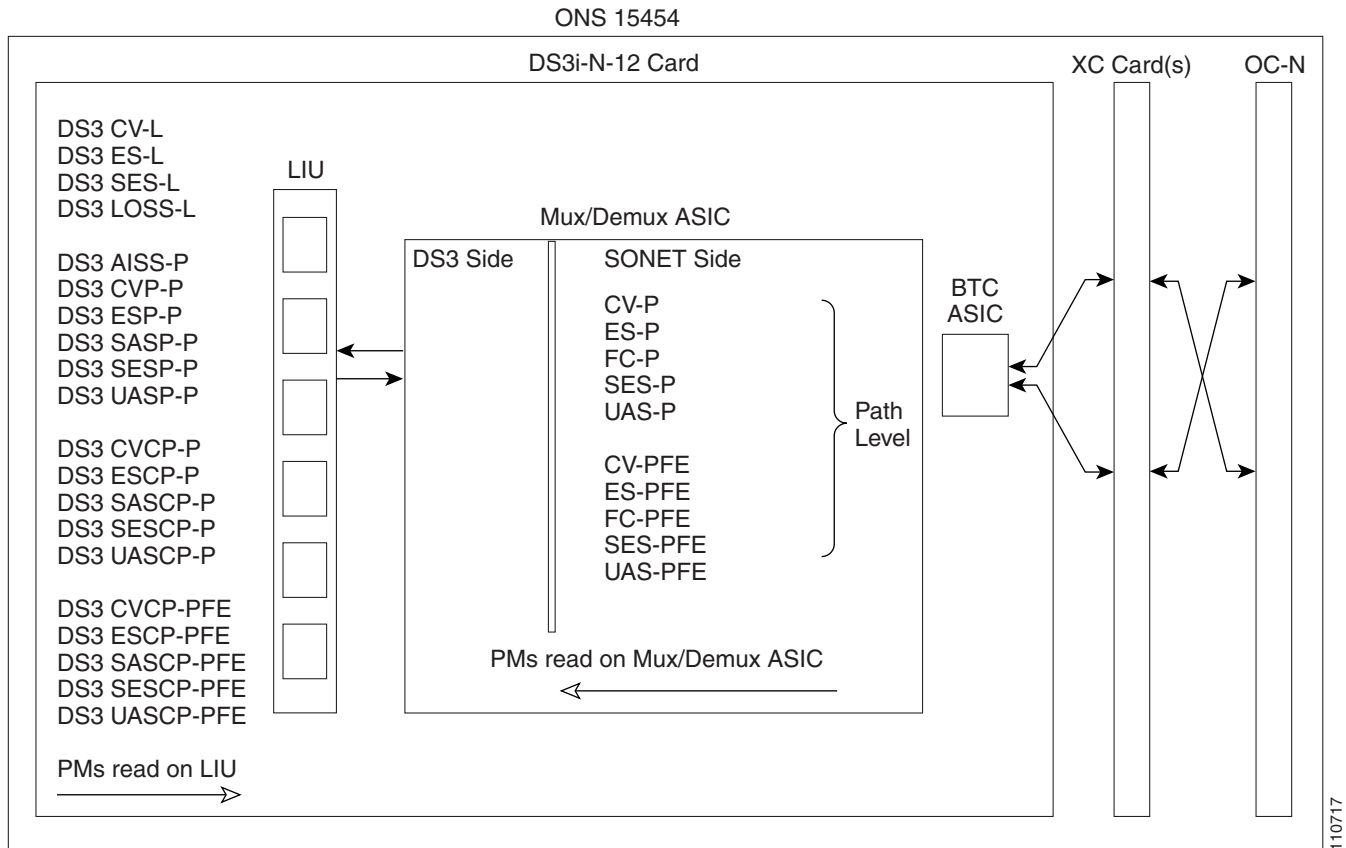 ONS 15454
DS3i-N-12 Card
XC Card(s)
OC-N
DS3 CV-L
DS3 ES-L
DS3 SES-L
DS3 LOSS-L
DS3 AISS-P
DS3 CVP-P
DS3 ESP-P
DS3 SASP-P
DS3 SESP-P
DS3 UASP-P
DS3 CVCP-P
DS3 ESCP-P
DS3 SASCP-P
DS3 SESCP-P
DS3 UASCP-P
DS3 CVCP-PFE
DS3 ESCP-PFE
DS3 SASCP-PFE
DS3 SESCP-PFE
DS3 UASCP-PFE
PMs read on LIU
LIU
Mux/Demux ASIC
DS3 Side
SONET Side
CV-P
ES-P
FC-P
SES-P
UAS-P
CV-PFE
ES-PFE
FC-PFE
SES-PFE
UAS-PFE
Path
Level
PMs read on Mux/Demux ASIC
BTC
ASIC
110717